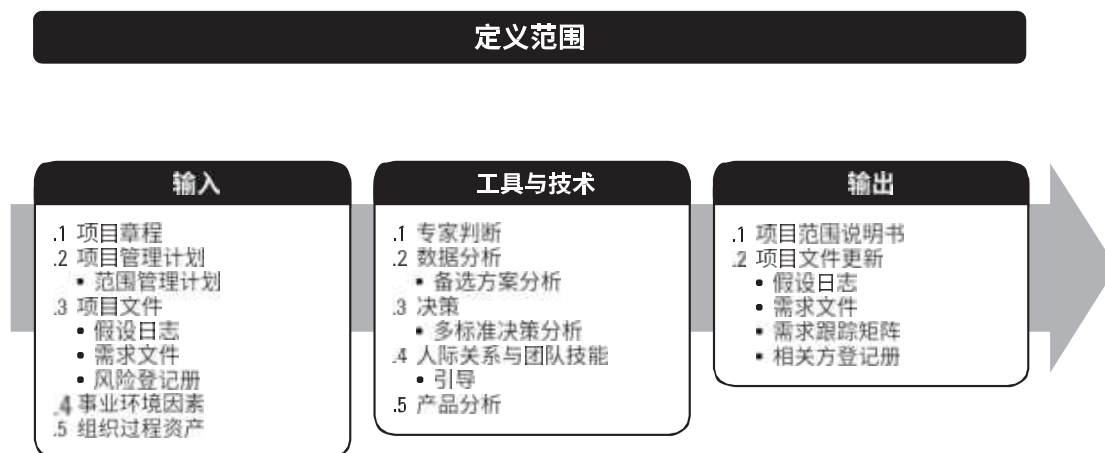 定义范围
输入
.1 项目章程
.2 项目管理计划
• 范围管理计划
.3 项目文件
• 假设日志
• 需求文件
• 风险登记册
.4 事业环境因素
.5 组织过程资产
工具与技术
.1 专家判断
.2 数据分析
• 备选方案分析
.3 决策
• 多标准决策分析
.4 人际关系与团队技能
• 引导
.5 产品分析
输出
.1 项目范围说明书
.2 项目文件更新
• 假设日志
• 需求文件
• 需求跟踪矩阵
• 相关方登记册